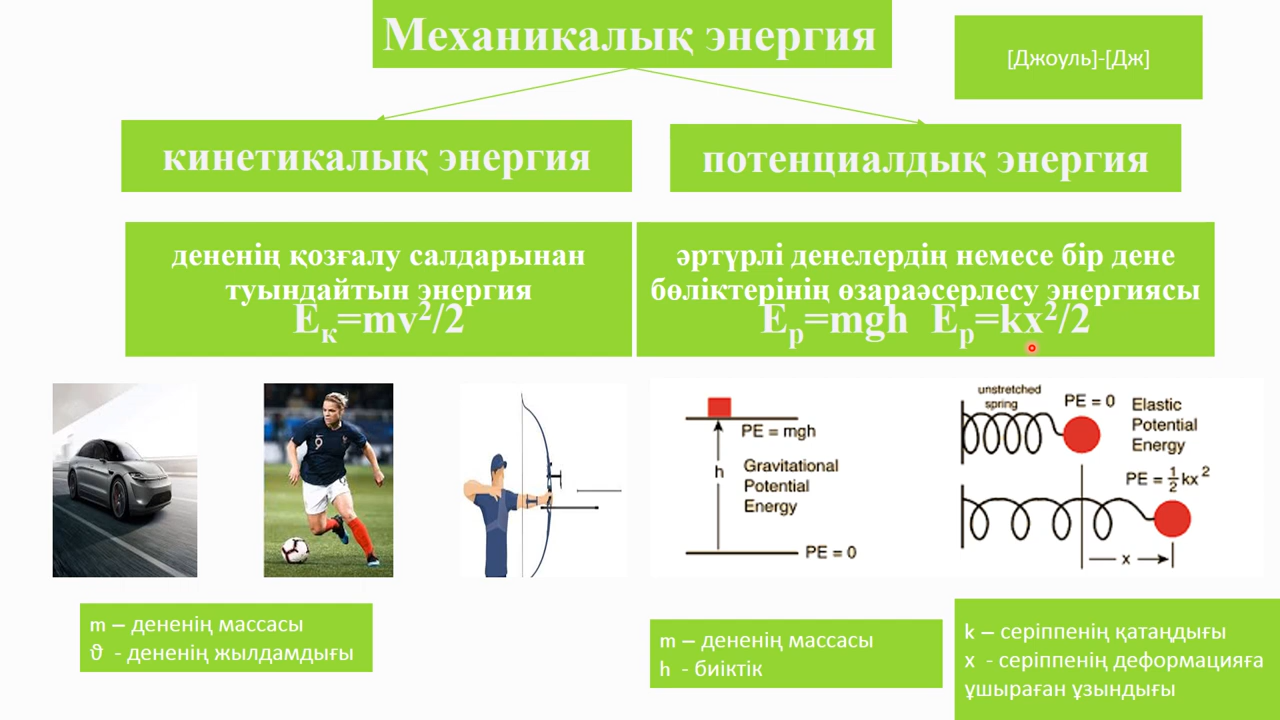 Механикалық энергия
[Джоуль]-[Дж]
кинетикалық энергия
потенциалдық энергия
дененің қозғалу салдарынан
туындайтын энергия
Eк=mv²/2
әртүрлі денелердің немесе бір дене
бөліктерінің өзараәсерлесу энергиясы
Ep=mgh Ep=kx²/2
9
PE = mgh
h
Gravitational
Potential
Energy
PE = 0
unstretched
spring
PE = 0
Elastic
Potential
Energy
PE = ½ kx²
x
m – дененің массасы
ϑ - дененің жылдамдығы
m – дененің массасы
h - биіктік
k – серіппенің қатаңдығы
x - серіппенің деформацияға
ұшыраған ұзындығы